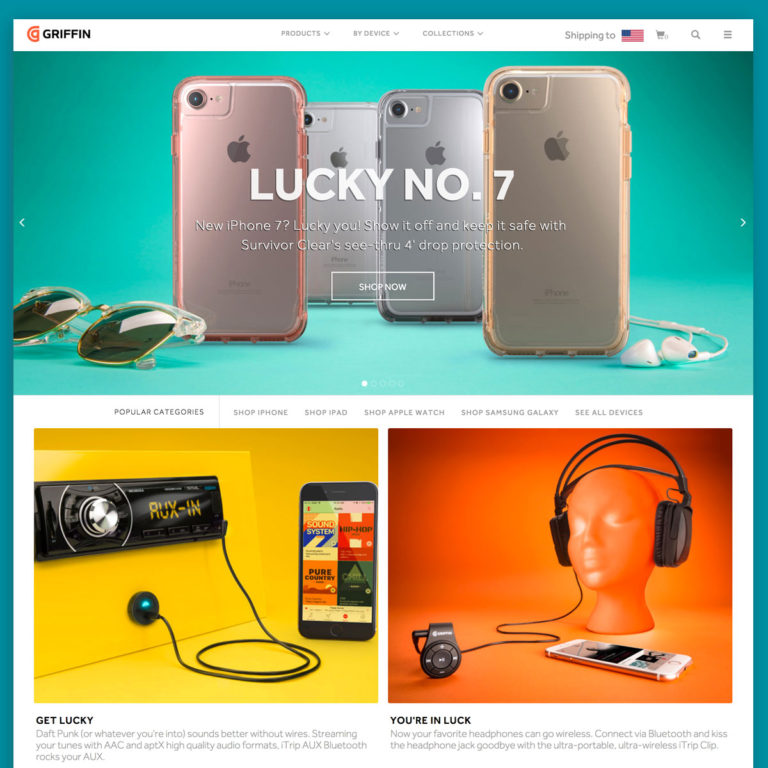 GRIFFIN
PRODUCTS
BY DEVICE
COLLECTIONS
Shipping to
0
LUCKY NO. 7
New iPhone 7? Lucky you! Show it off and keep it safe with
Survivor Clear's see-thru 4' drop protection.
SHOP NOW
iPhone
iPhone
iPhone
iPhone
POPULAR CATEGORIES
SHOP IPHONE
SHOP IPAD
SHOP APPLE WATCH
SHOP SAMSUNG GALAXY
SEE ALL DEVICES
AUX-IN
SOUND
SYSTEM
HIP-HOP
PURE
COUNTRY
CHILL
GRIFFIN
GET LUCKY
Daft Punk (or whatever you're into) sounds better without wires. Streaming
your tunes with AAC and aptX high quality audio formats, iTrip AUX Bluetooth
rocks your AUX.
YOU'RE IN LUCK
Now your favorite headphones can go wireless. Connect via Bluetooth and kiss
the headphone jack goodbye with the ultra-portable, ultra-wireless iTrip Clip.